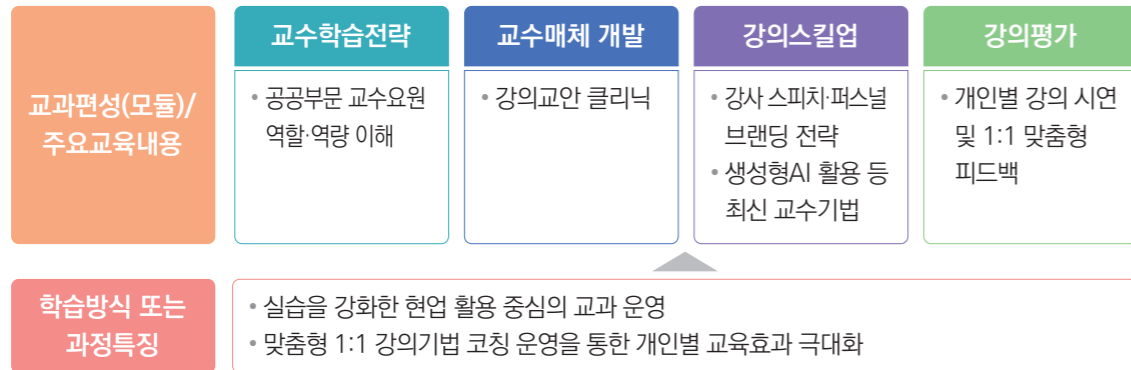 교과편성(모듈)/
주요교육내용
교수학습전략
• 공공부문 교수요원
역할·역량 이해
교수매체 개발
• 강의교안 클리닉
강의스킬업
• 강사 스피치·퍼스널
브랜딩 전략
• 생성형AI 활용 등
최신 교수기법
강의평가
• 개인별 강의 시연
및 1:1 맞춤형
피드백
학습방식 또는
과정특징
• 실습을 강화한 현업 활용 중심의 교과 운영
• 맞춤형 1:1 강의기법 코칭 운영을 통한 개인별 교육효과 극대화